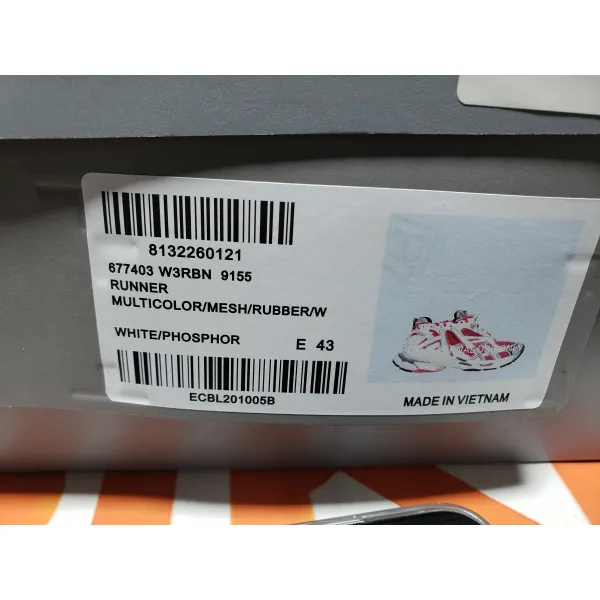 8132260121
677403 W3RBN 9155
RUNNER
MULTICOLOR/MESH/RUBBER/W
WHITE/PHOSPHOR E 43
ECBL201005B
MADE IN VIETNAM